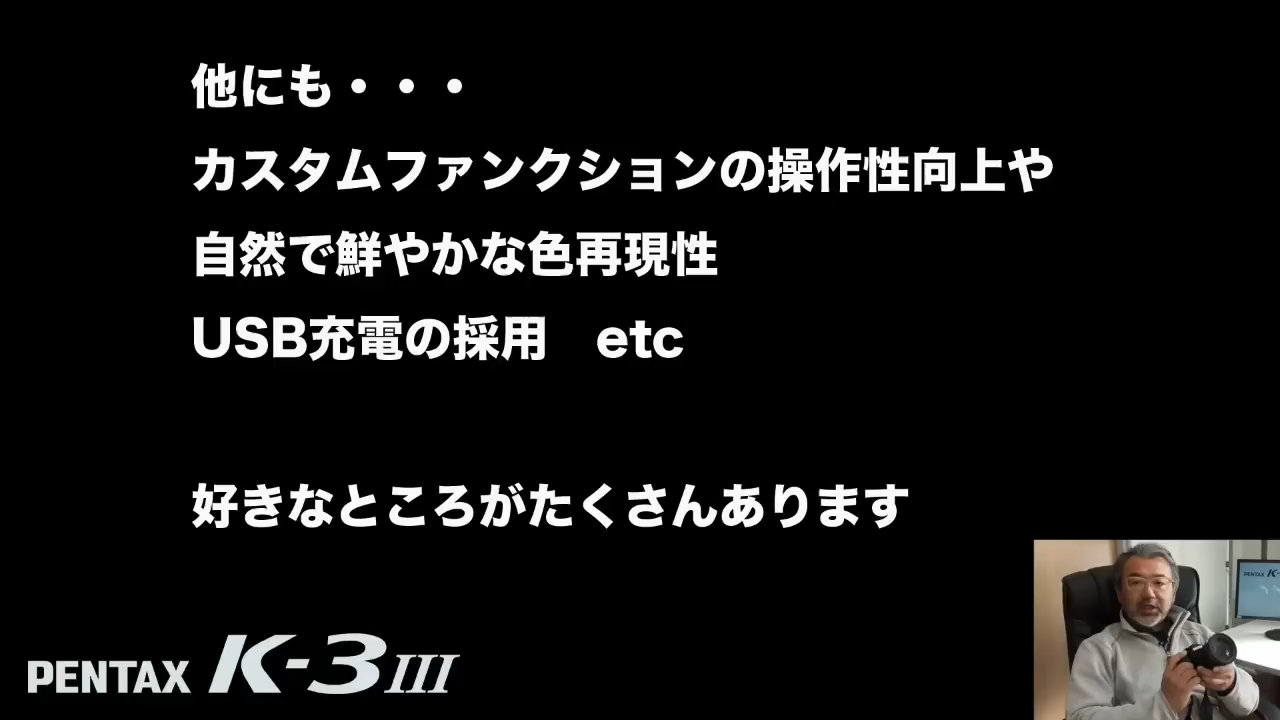 他にも・・・
カスタムファンクションの操作性向上や
自然で鮮やかな色再現性
USB充電の採用　etc
好きなところがたくさんあります
PENTAX K-3 III
PENTAX K-